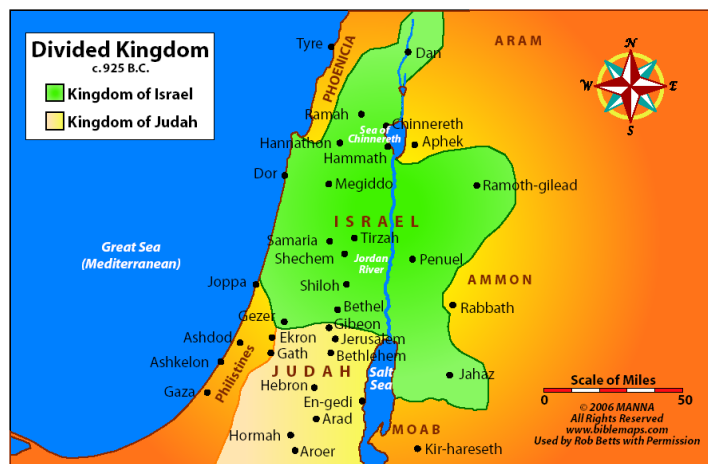 Divided Kingdom
c. 925 B.C.
Kingdom of Israel
Kingdom of Judah
Tyre
PHOENICIA
Dan
ARAM
N
W
E
S
Ramah
Chinnereth
Sea of
Chinnereth
Hannathon
Hammath
Aphek
Dor
Megiddo
Ramoth-gilead
ISRAEL
Great Sea
(Mediterranean)
Samaria
Tirzah
Shechem
Jordan
River
Penuel
Joppa
Shiloh
AMMON
Bethel
Rabbath
Gezer
Gibeon
Ashdod
Ekron
Jerusalem
Ashkelon
Gath
Bethlehem
Philistines
JUDAH
Salt
Sea
Jahaz
Gaza
Hebron
En-gedi
Arad
MOAB
Hormah
Aroer
Kir-hareseth
Scale of Miles
0
50
© 2006 MANNA
All Rights Reserved
www.biblemaps.com
Used by Rob Betts with Permission